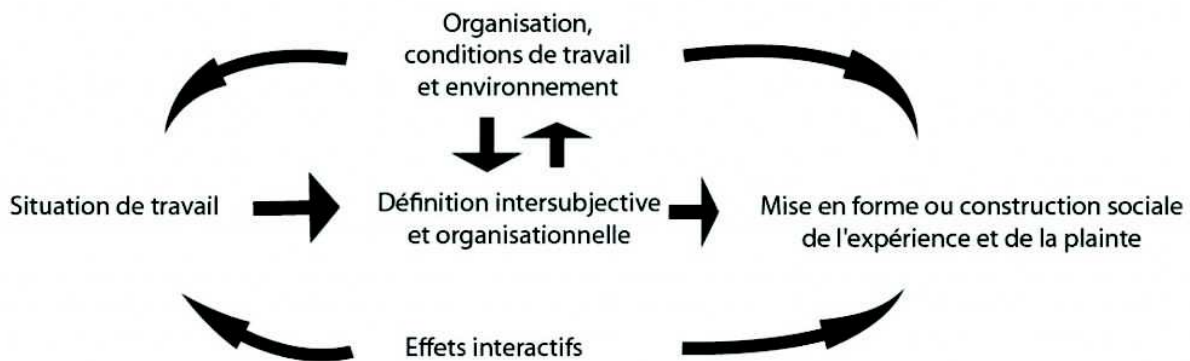 Organisation,
conditions de travail
et environnement
Situation de travail
Définition intersubjective
et organisationnelle
Mise en forme ou construction sociale
de l'expérience et de la plainte
Effets interactifs